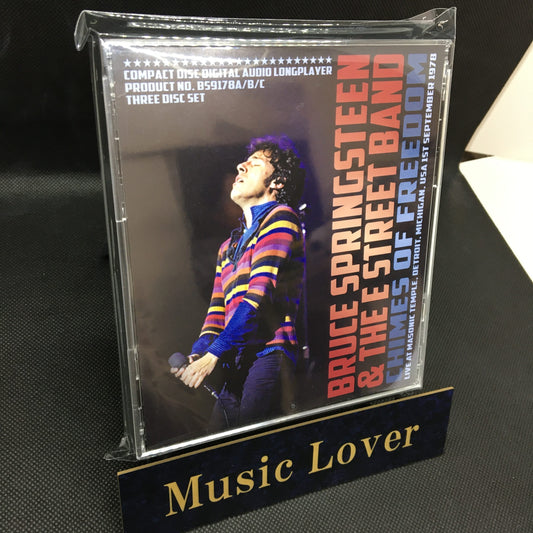 COMPACT DISC DIGITAL AUDIO LONGPLAYER
PRODUCT NO. BS9178A/B/C
THREE DISC SET
BRUCE SPRINGSTEEN
& THE E STREET BAND
CHIMES OF FREEDOM
LIVE AT MASONIC TEMPLE, DETROIT, MICHIGAN, USA 1ST SEPTEMBER 1978
Music Lover